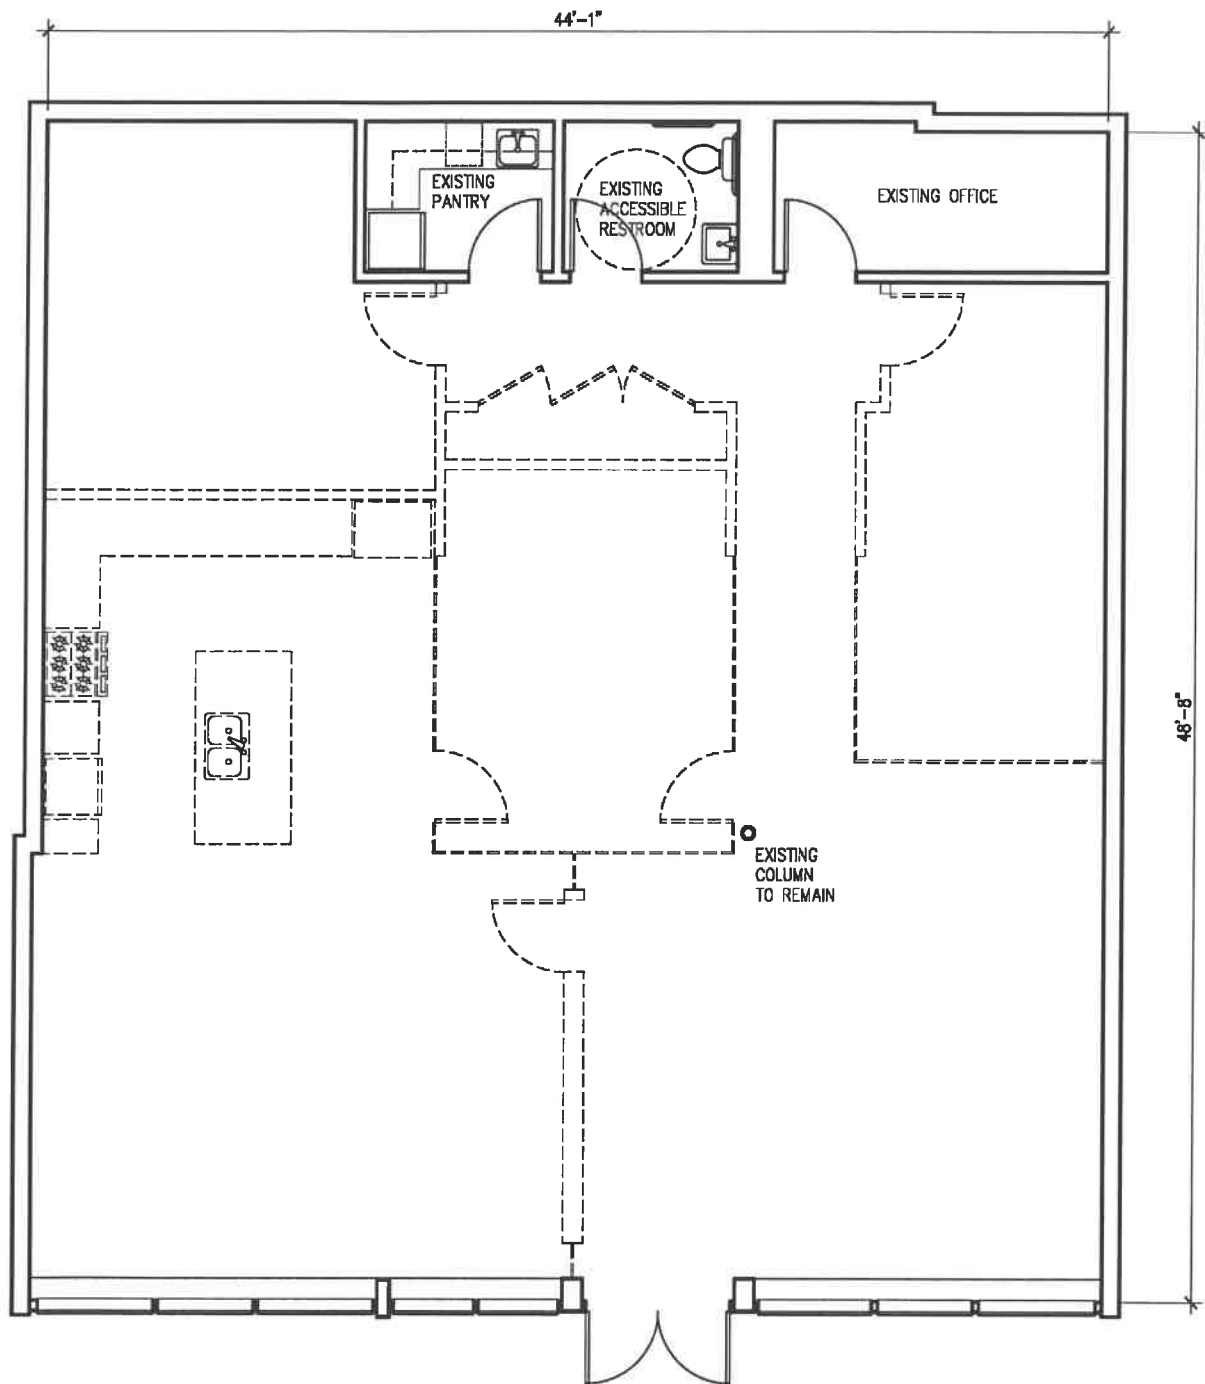 44'-1"
EXISTING
PANTRY
EXISTING
ACCESSIBLE
RESTROOM
EXISTING OFFICE
48'-8"
EXISTING
COLUMN
TO REMAIN